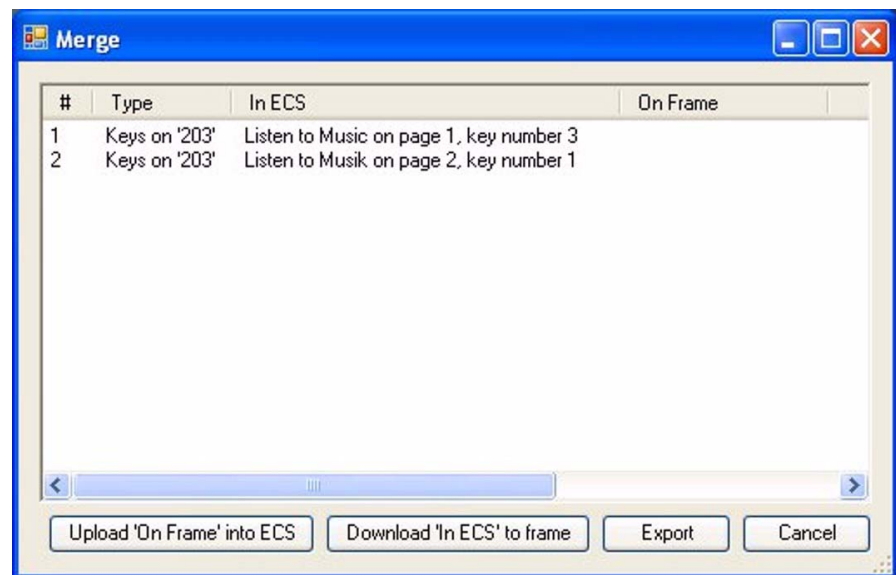 Merge
# Type In ECS On Frame
1 Keys on '203' Listen to Music on page 1, key number 3
2 Keys on '203' Listen to Musik on page 2, key number 1
Upload 'On Frame' into ECS Download 'In ECS' to frame Export Cancel